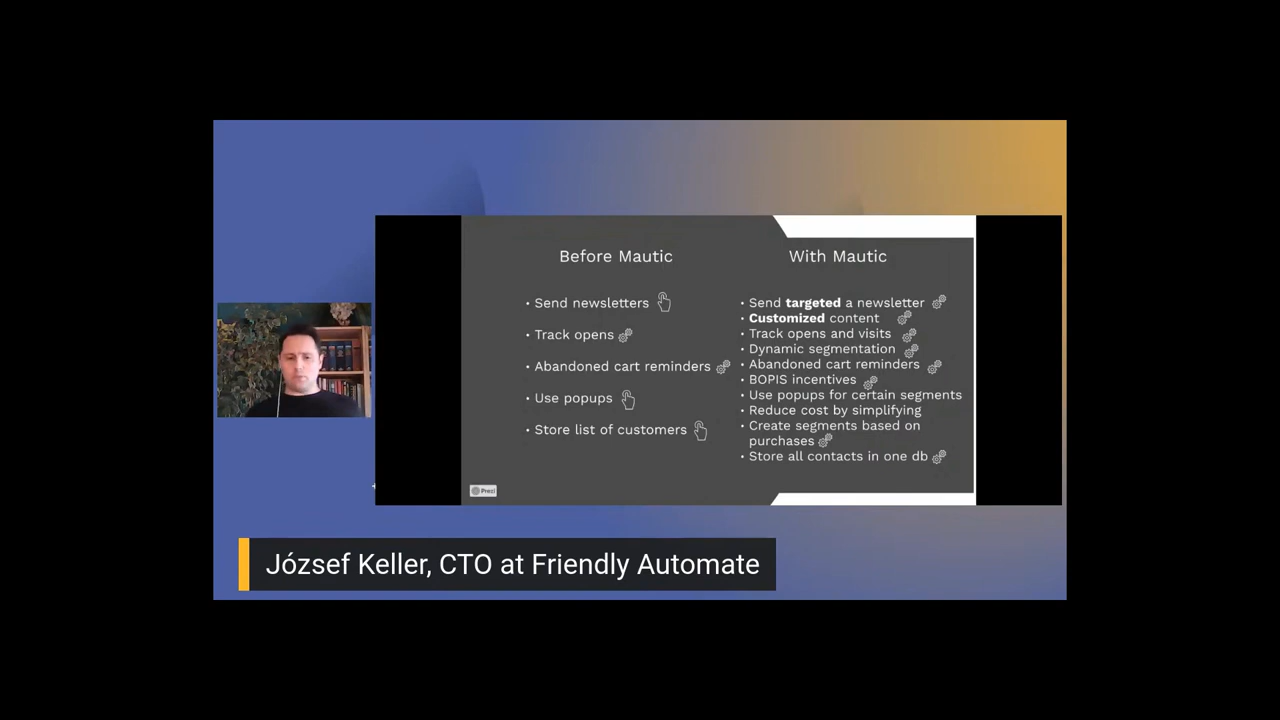 Before Mautic
• Send newsletters
• Track opens
• Abandoned cart reminders
• Use popups
• Store list of customers
With Mautic
• Send targeted a newsletter
• Customized content
• Track opens and visits
• Dynamic segmentation
• Abandoned cart reminders
• BOPIS incentives
• Use popups for certain segments
• Reduce cost by simplifying
• Create segments based on
purchases
• Store all contacts in one db
Prezi
József Keller, CTO at Friendly Automate